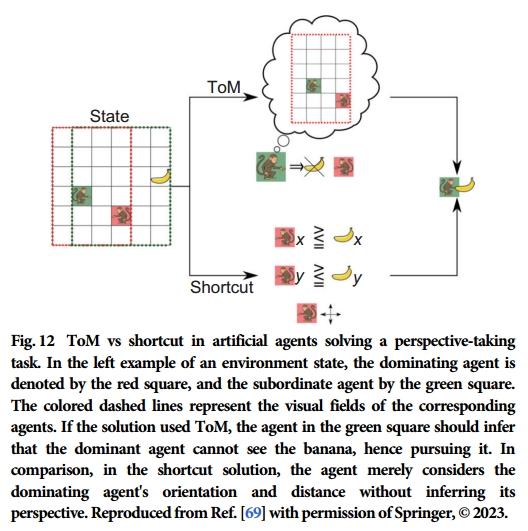 ToM
State
x ≧̸ x
y ≧̸ y
Shortcut
Fig. 12 ToM vs shortcut in artificial agents solving a perspective-taking
task. In the left example of an environment state, the dominating agent is
denoted by the red square, and the subordinate agent by the green square.
The colored dashed lines represent the visual fields of the corresponding
agents. If the solution used ToM, the agent in the green square should infer
that the dominant agent cannot see the banana, hence pursuing it. In
comparison, in the shortcut solution, the agent merely considers the
dominating agent's orientation and distance without inferring its
perspective. Reproduced from Ref. [69] with permission of Springer, © 2023.